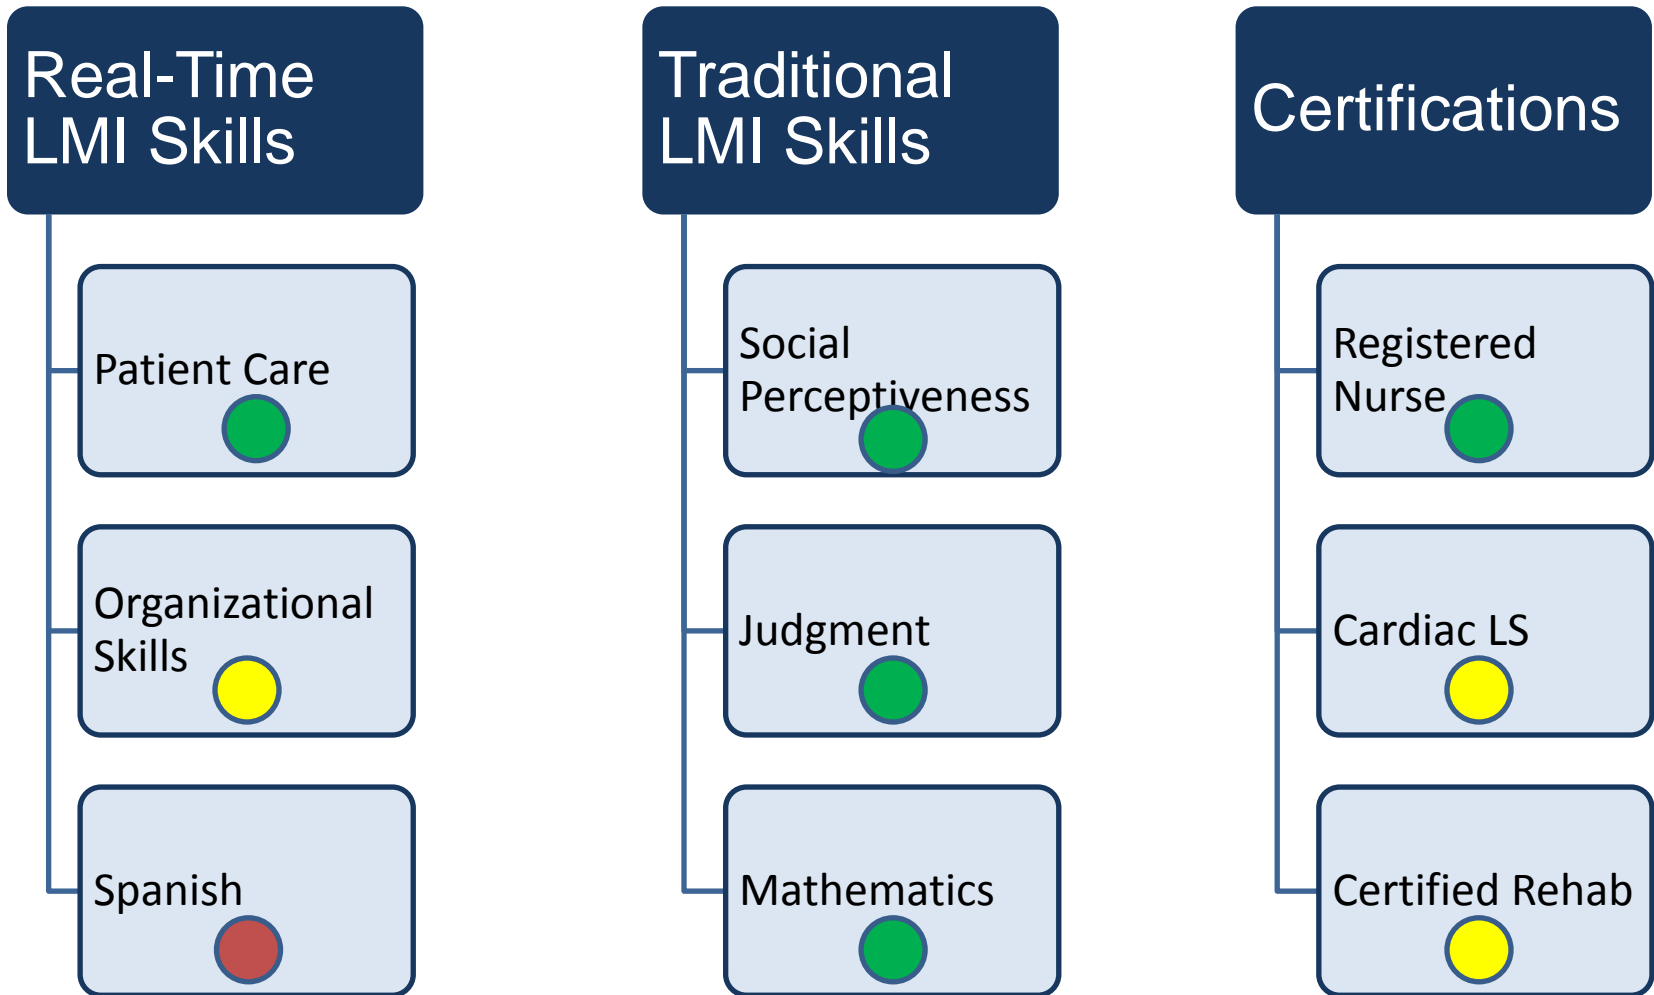 Real-Time
LMI Skills
Patient Care
Organizational
Skills
Spanish
Traditional
LMI Skills
Social
Perceptiveness
Judgment
Mathematics
Certifications
Registered
Nurse
Cardiac LS
Certified Rehab